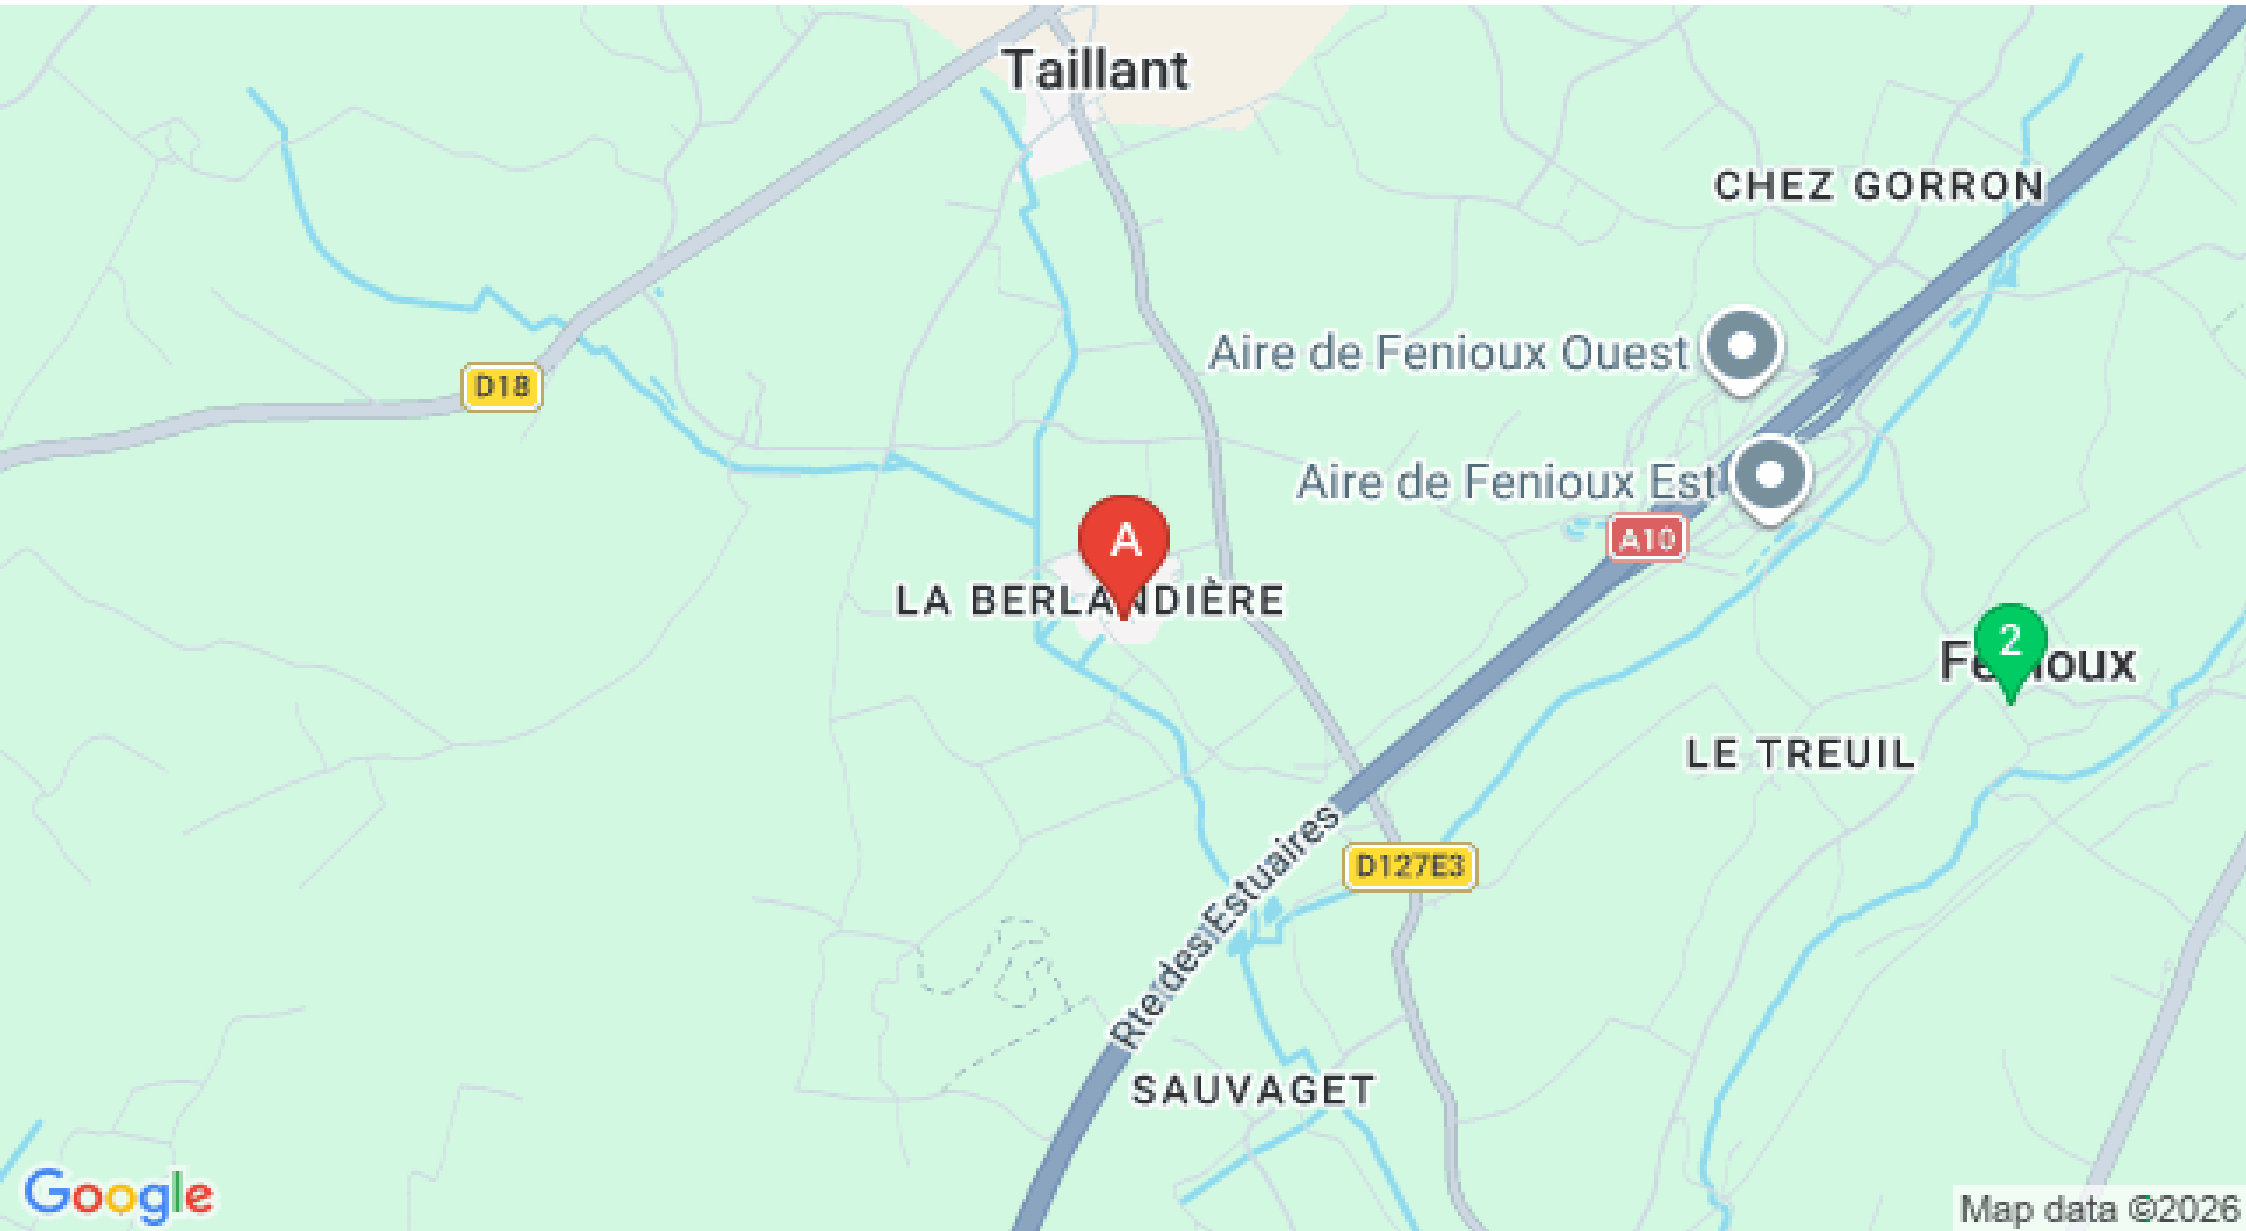 Taillant
CHEZ GORRON
Aire de Fenioux Ouest
D18
Aire de Fenioux Est
A10
A
LA BERLANDIÈRE
2
Fenioux
LE TREUIL
D127E3
Rte des Estuaires
SAUVAGET
Google
Map data ©2026